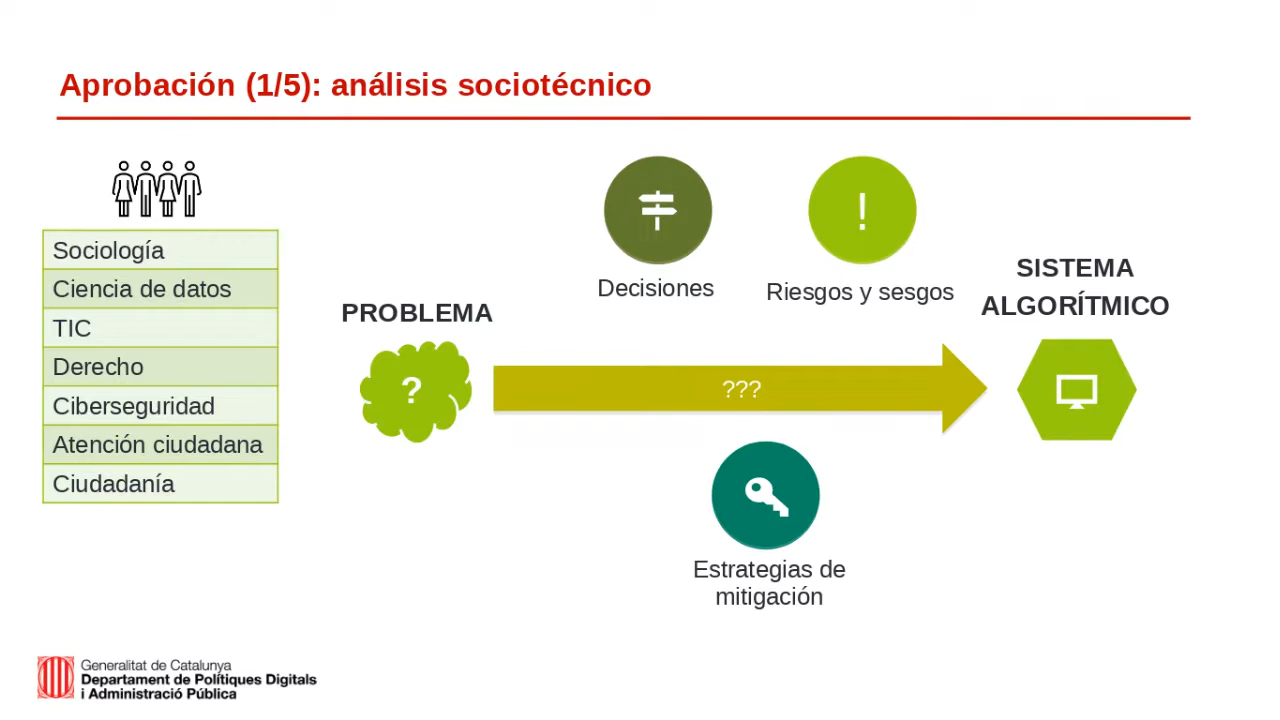 Aprobación (1/5): análisis sociotécnico
Sociología
Ciencia de datos
TIC
Derecho
Ciberseguridad
Atención ciudadana
Ciudadanía
PROBLEMA
?
Decisiones
!
Riesgos y sesgos
???
Estrategias de
mitigación
SISTEMA
ALGORÍTMICO
Generalitat de Catalunya
Departament de Polítiques Digitals
i Administració Pública